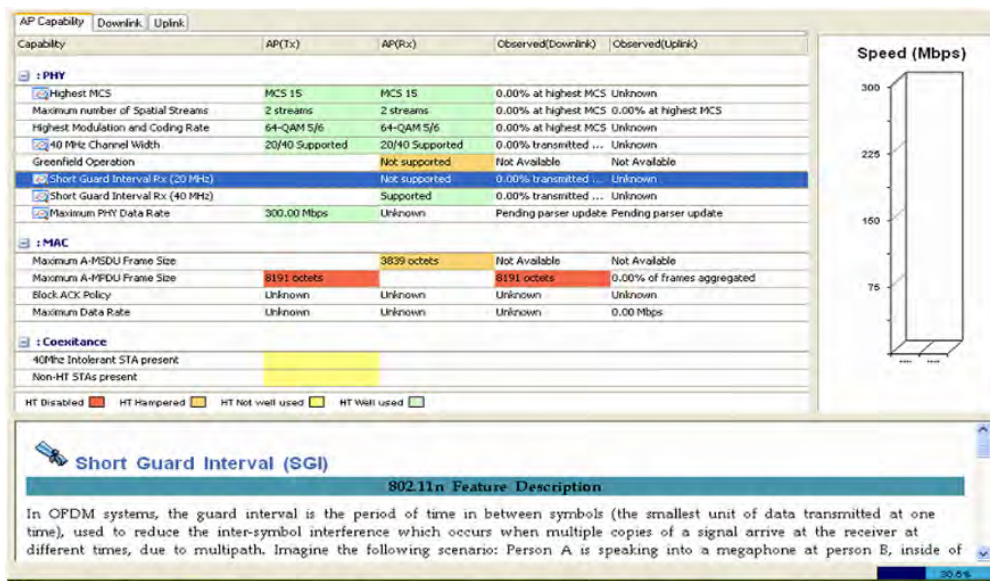 AP Capability Downlink Uplink
Capability AP(Tx) AP(Rx) Observed(Downlink) Observed(Uplink)
: PHY
Highest MCS MCS 15 MCS 15 0.00% at highest MCS Unknown
Maximum number of Spatial Streams 2 streams 2 streams 0.00% at highest MCS 0.00% at highest MCS
Highest Modulation and Coding Rate 64-QAM 5/6 64-QAM 5/6 0.00% at highest MCS Unknown
40 MHz Channel Width 20/40 Supported 20/40 Supported 0.00% transmitted ... Unknown
Greenfield Operation Not supported Not Available Not Available
Short Guard Interval Rx (20 MHz) Not supported 0.00% transmitted ... Unknown
Short Guard Interval Rx (40 MHz) Supported 0.00% transmitted ... Unknown
Maximum PHY Data Rate 300.00 Mbps Unknown Pending parser update Pending parser update
: MAC
Maximum A-MSDU Frame Size 3839 octets Not Available Not Available
Maximum A-MPDU Frame Size 8191 octets 8191 octets 0.00% of frames aggregated
Block ACK Policy Unknown Unknown Unknown Unknown
Maximum Data Rate Unknown Unknown Unknown 0.00 Mbps
: Coexitance
40Mhz Intolerant STA present
Non-HT STAs present
HT Disabled HT Hampered HT Not well used HT Well used
Speed (Mbps)
300
225
150
75
Short Guard Interval (SGI)
802.11n Feature Description
In OFDM systems, the guard interval is the period of time in between symbols (the smallest unit of data transmitted at one
time), used to reduce the inter-symbol interference which occurs when multiple copies of a signal arrive at the receiver at
different times, due to multipath. Imagine the following scenario: Person A is speaking into a megaphone at person B, inside of
30.6%